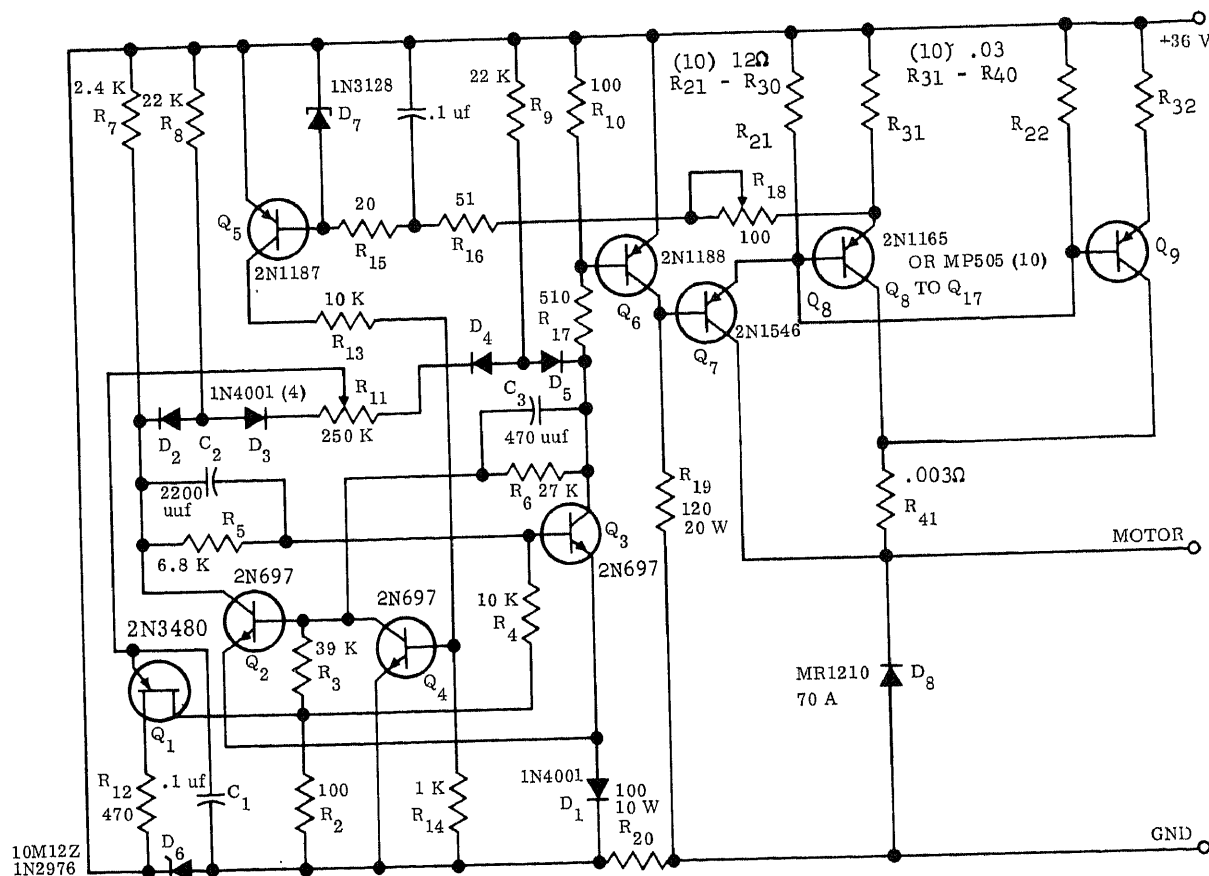 +36 V
(10) 12Ω
R21 - R30
(10) .03
R31 - R40
2.4 K
R7
22 K
R8
1N3128
D7
.1 uf
22 K
R9
100
R10
R21
R31
R22
R32
Q5
2N1187
20
R15
51
R16
R18
100
2N1188
Q6
2N1165
OR MP505 (10)
Q8 TO Q17
Q8
Q9
2N1546
Q7
10 K
R13
510
R17
D4
D5
1N4001 (4)
R11
250 K
D2
C2
D3
C3
470 uuf
2200
uuf
R5
6.8 K
R6
27 K
Q3
2N697
R19
120
20 W
.003Ω
R41
MOTOR
2N697
Q2
2N697
Q4
10 K
R4
39 K
R3
2N3480
Q1
MR1210
70 A
D8
R12
470
.1 uf
C1
100
R2
1 K
R14
1N4001
D1
100
10 W
R20
GND
10M12Z
1N2976
D6